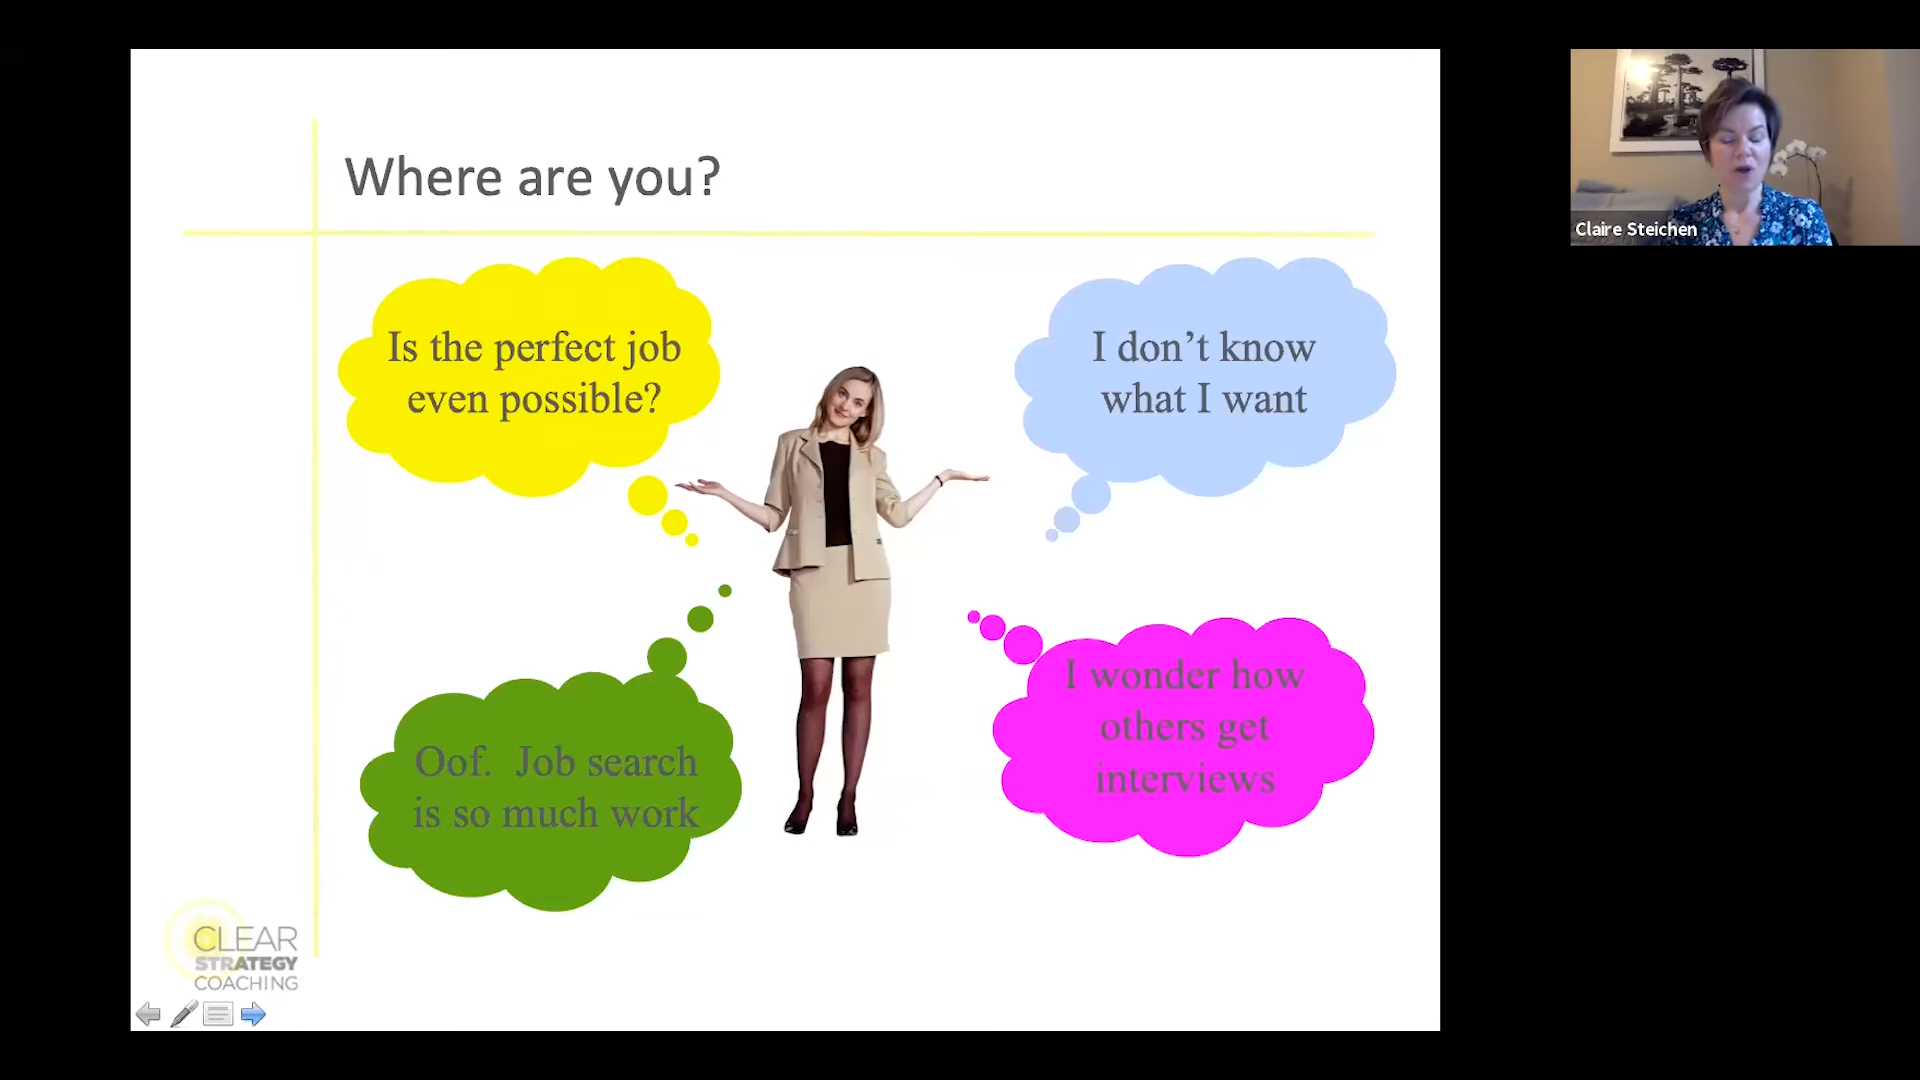 Where are you?
Claire Steichen
Is the perfect job
even possible?
I don’t know
what I want
Oof.  Job search
is so much work
I wonder how
others get
interviews
CLEAR
STRATEGY
COACHING